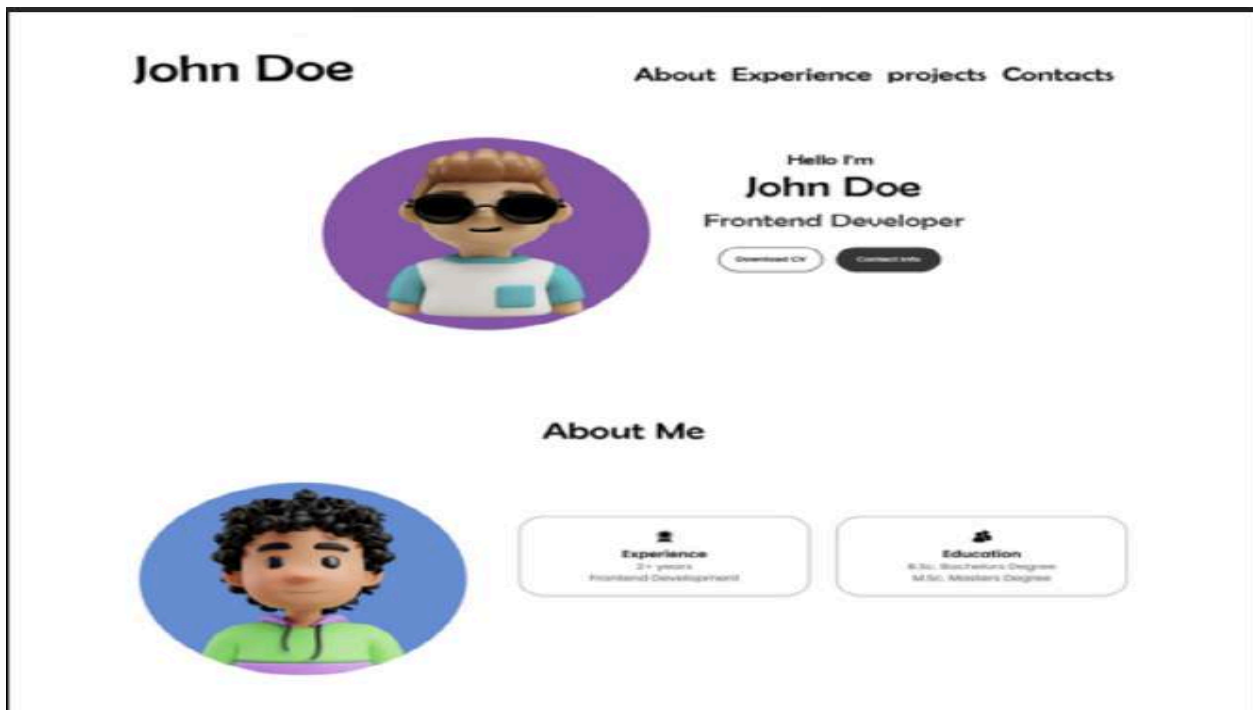 John Doe
About Experience projects Contacts
Hello I'm
John Doe
Frontend Developer
Download CV Contact Info
About Me
Experience
2+ years
Frontend Development
Education
B.Sc. Bachelors Degree
M.Sc. Masters Degree